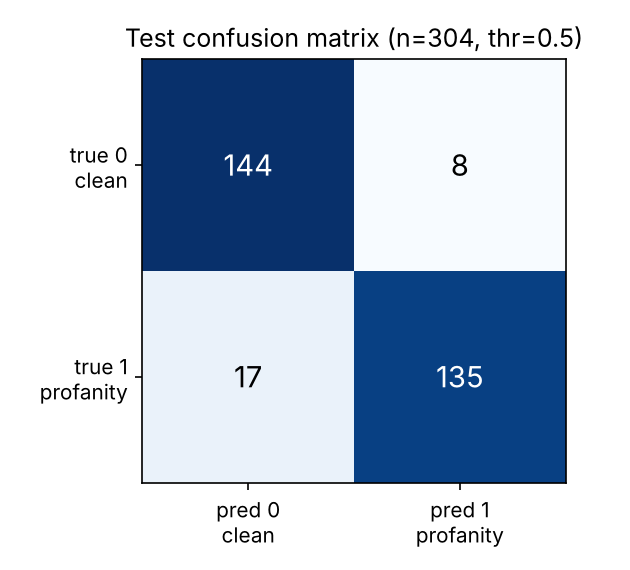 Test confusion matrix (n=304, thr=0.5)
true 0
clean
144
8
true 1
profanity
17
135
pred 0
clean
pred 1
profanity